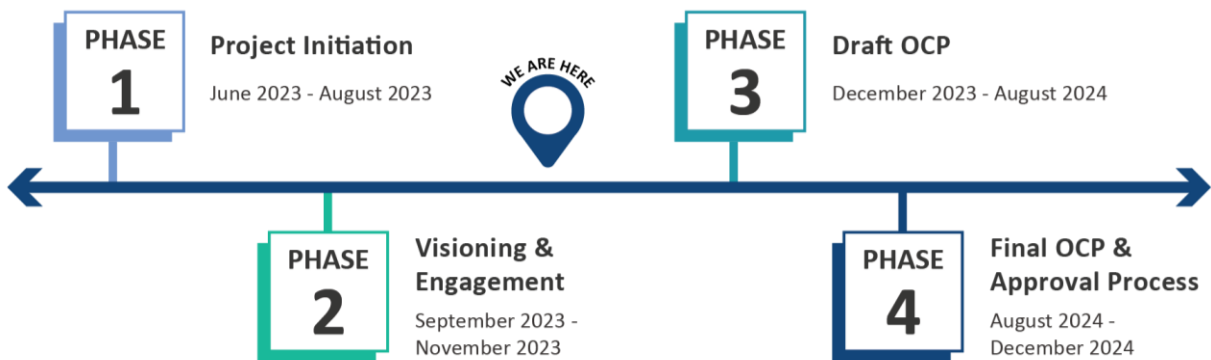 PHASE
1
Project Initiation
June 2023 - August 2023
WE ARE HERE
PHASE
3
Draft OCP
December 2023 - August 2024
PHASE
2
Visioning &
Engagement
September 2023 -
November 2023
PHASE
4
Final OCP &
Approval Process
August 2024 -
December 2024